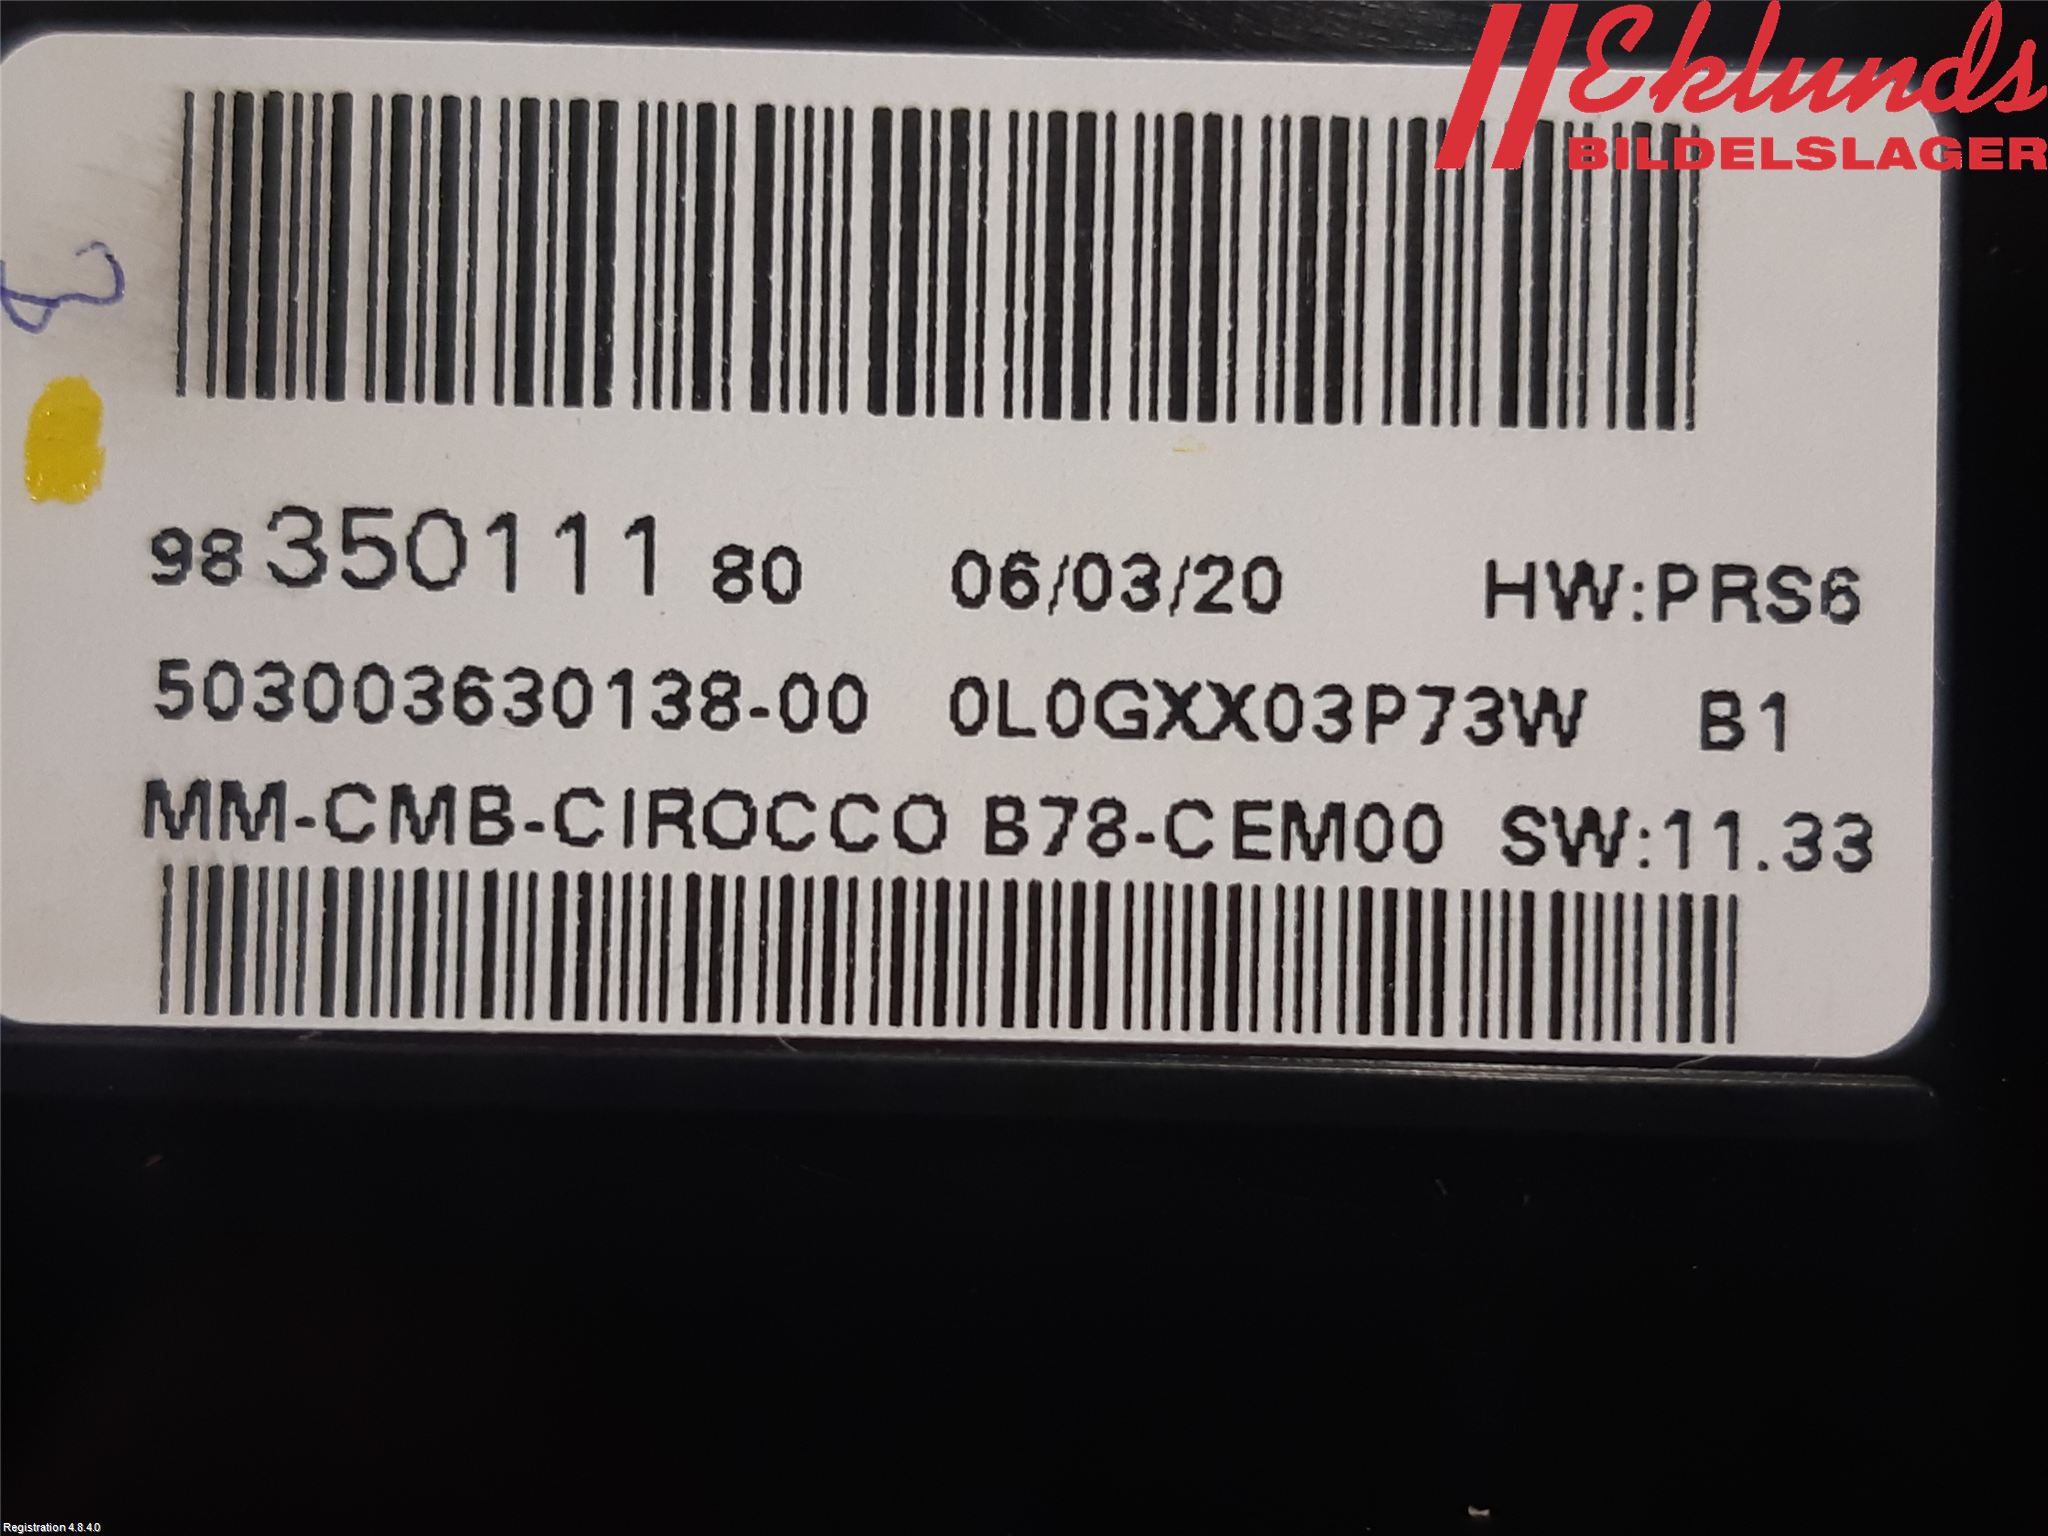 Eklunds
BILDELSLAGER
98 350111 80 06/03/20 HW:PRS6
503003630138-00 0L0GXX03P73W B1
MM-CMB-CIROCCO B78-CEM00 SW:11.33
Registration 4.8.4.0